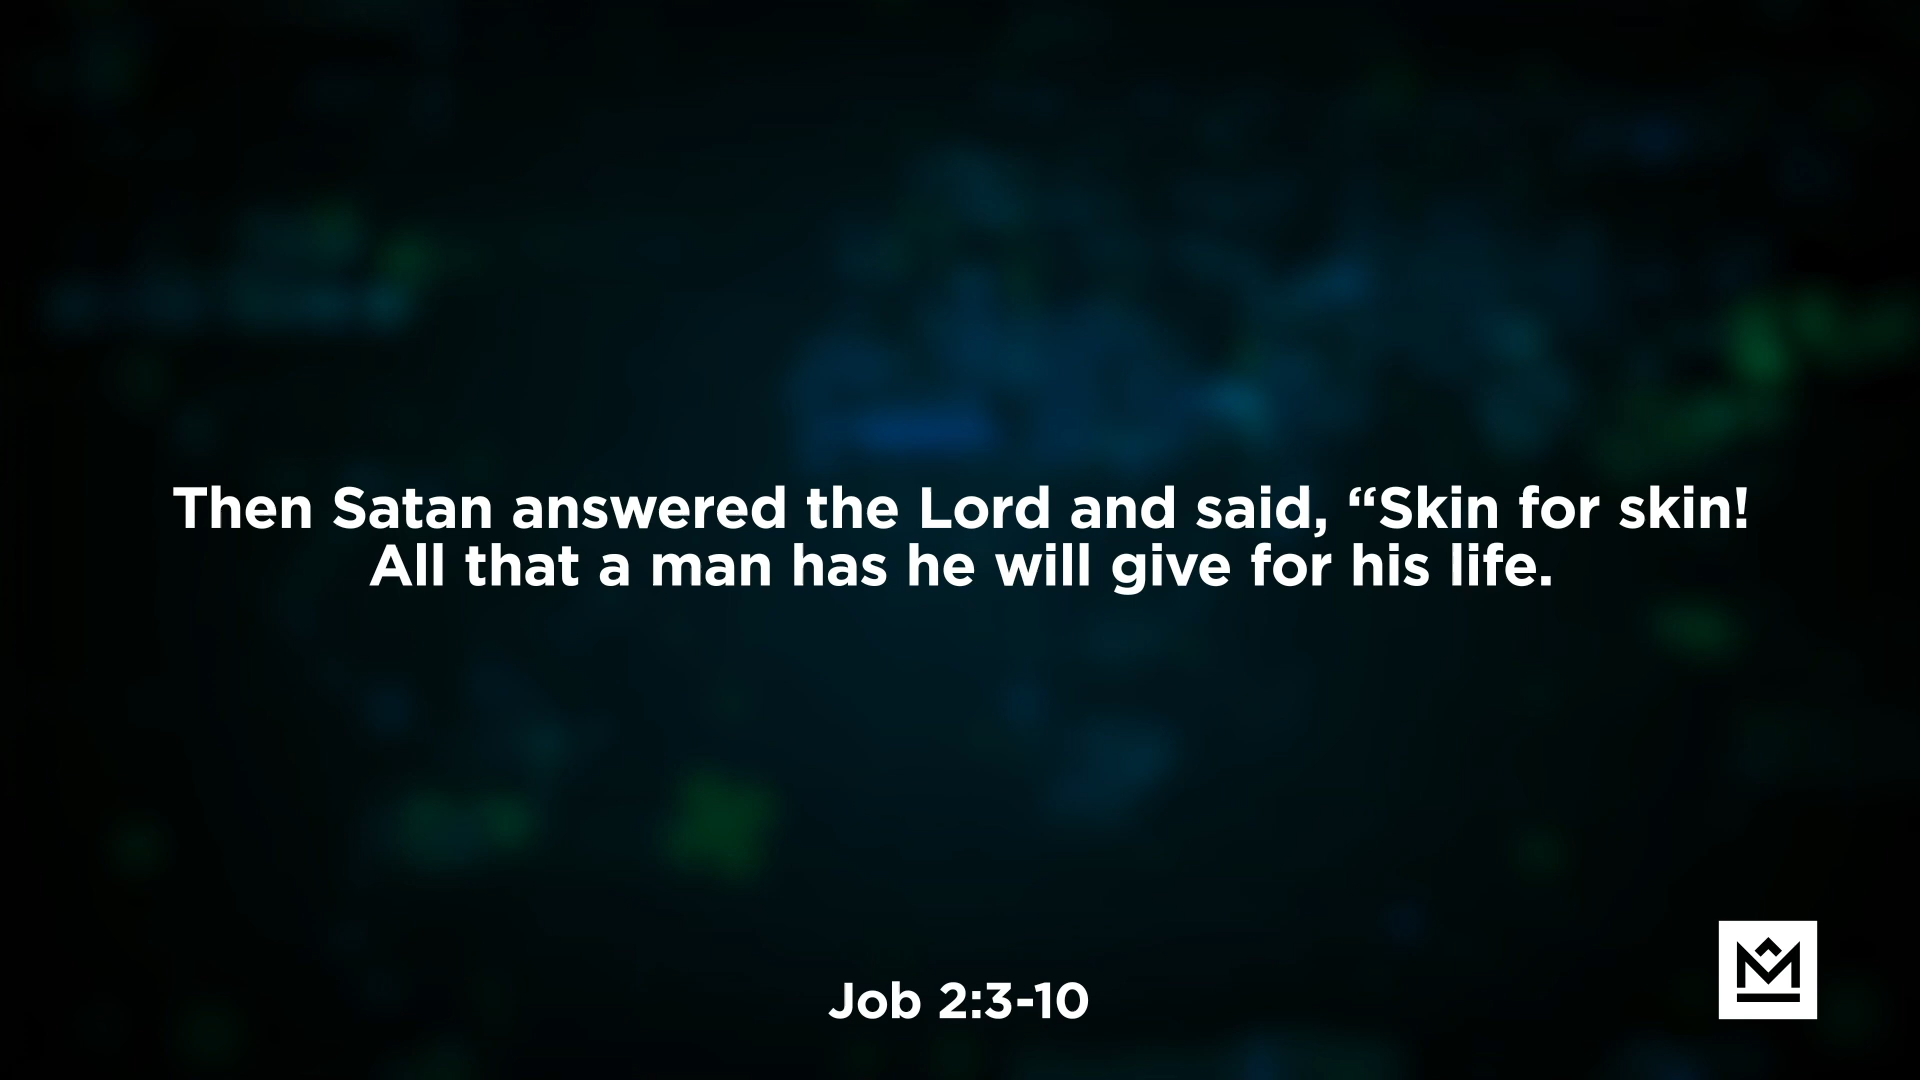 Then Satan answered the Lord and said, “Skin for skin!
All that a man has he will give for his life.
Job 2:3-10